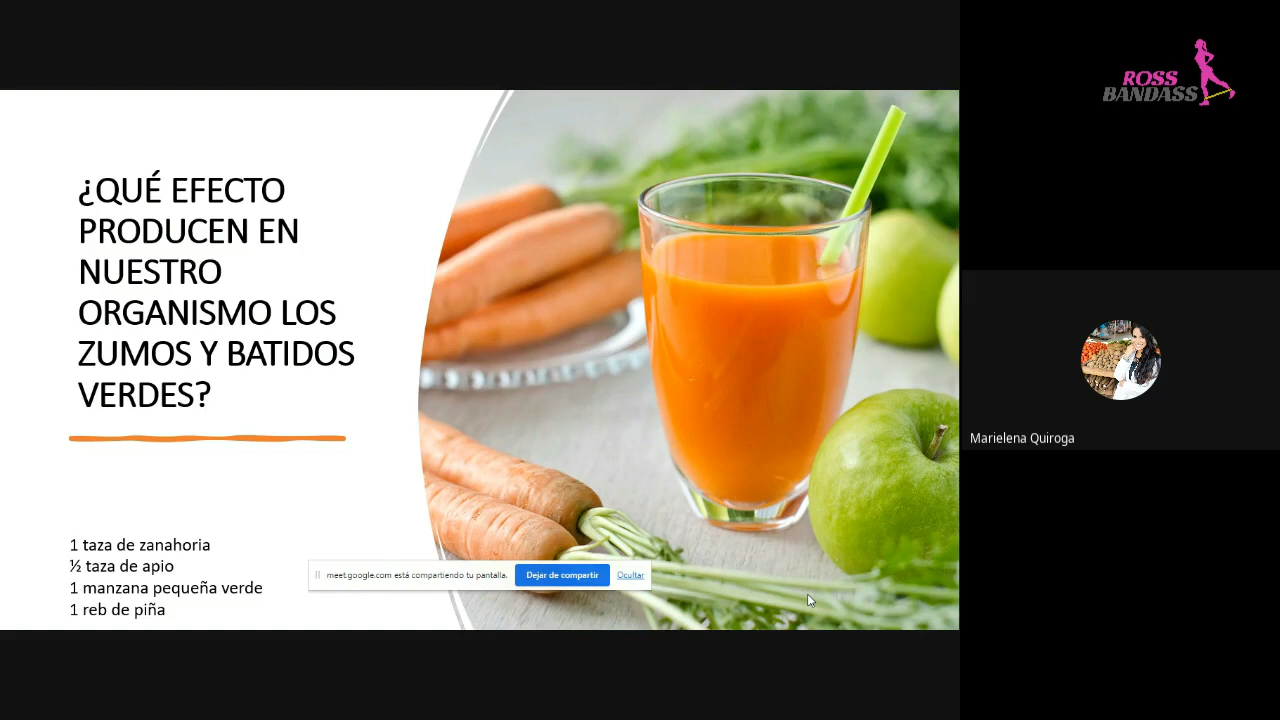 ROSS
BANDASS
¿QUÉ EFECTO
PRODUCEN EN
NUESTRO
ORGANISMO LOS
ZUMOS Y BATIDOS
VERDES?
1 taza de zanahoria
½ taza de apio
1 manzana pequeña verde
1 reb de piña
meet.google.com está compartiendo tu pantalla. Dejar de compartir Ocultar
Marielena Quiroga